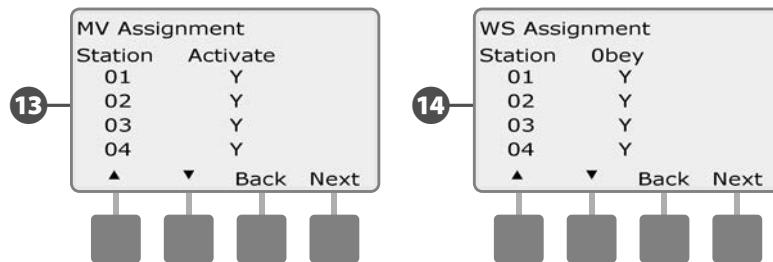 13
MV Assignment
Station Activate
01 Y
02 Y
03 Y
04 Y
▲ ▼ Back Next
14
WS Assignment
Station 0bey
01 Y
02 Y
03 Y
04 Y
▲ ▼ Back Next